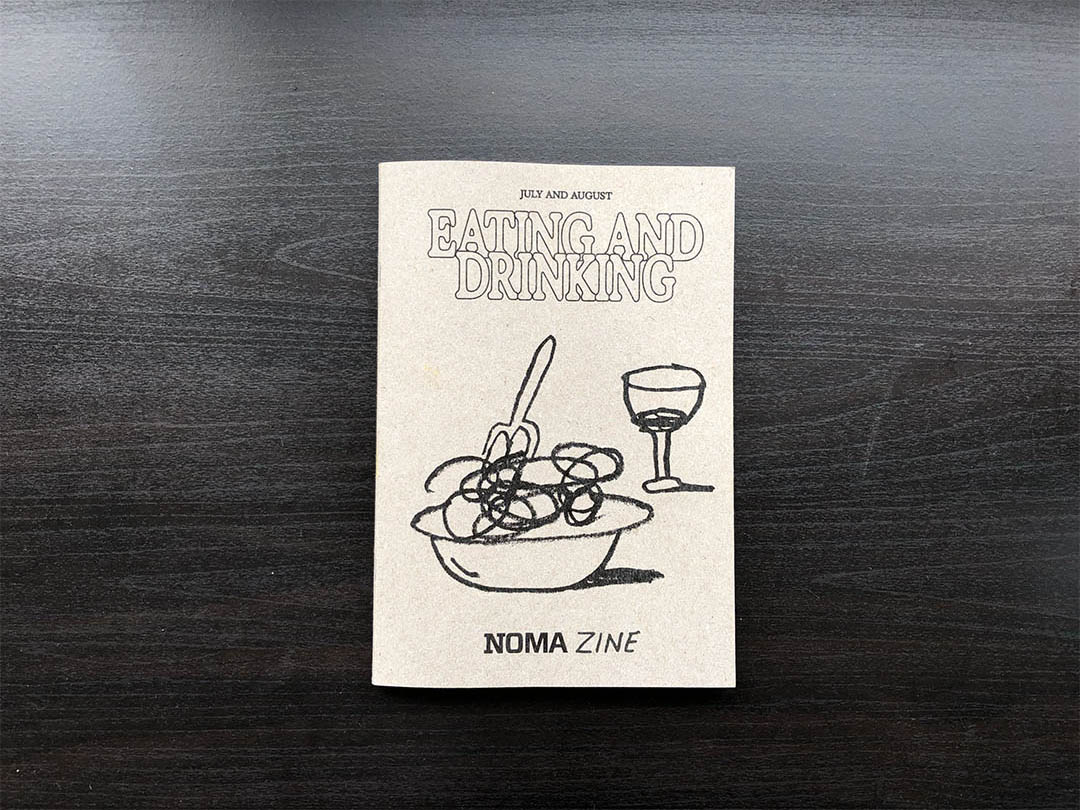 JULY AND AUGUST
EATING AND
DRINKING
NOMA ZINE